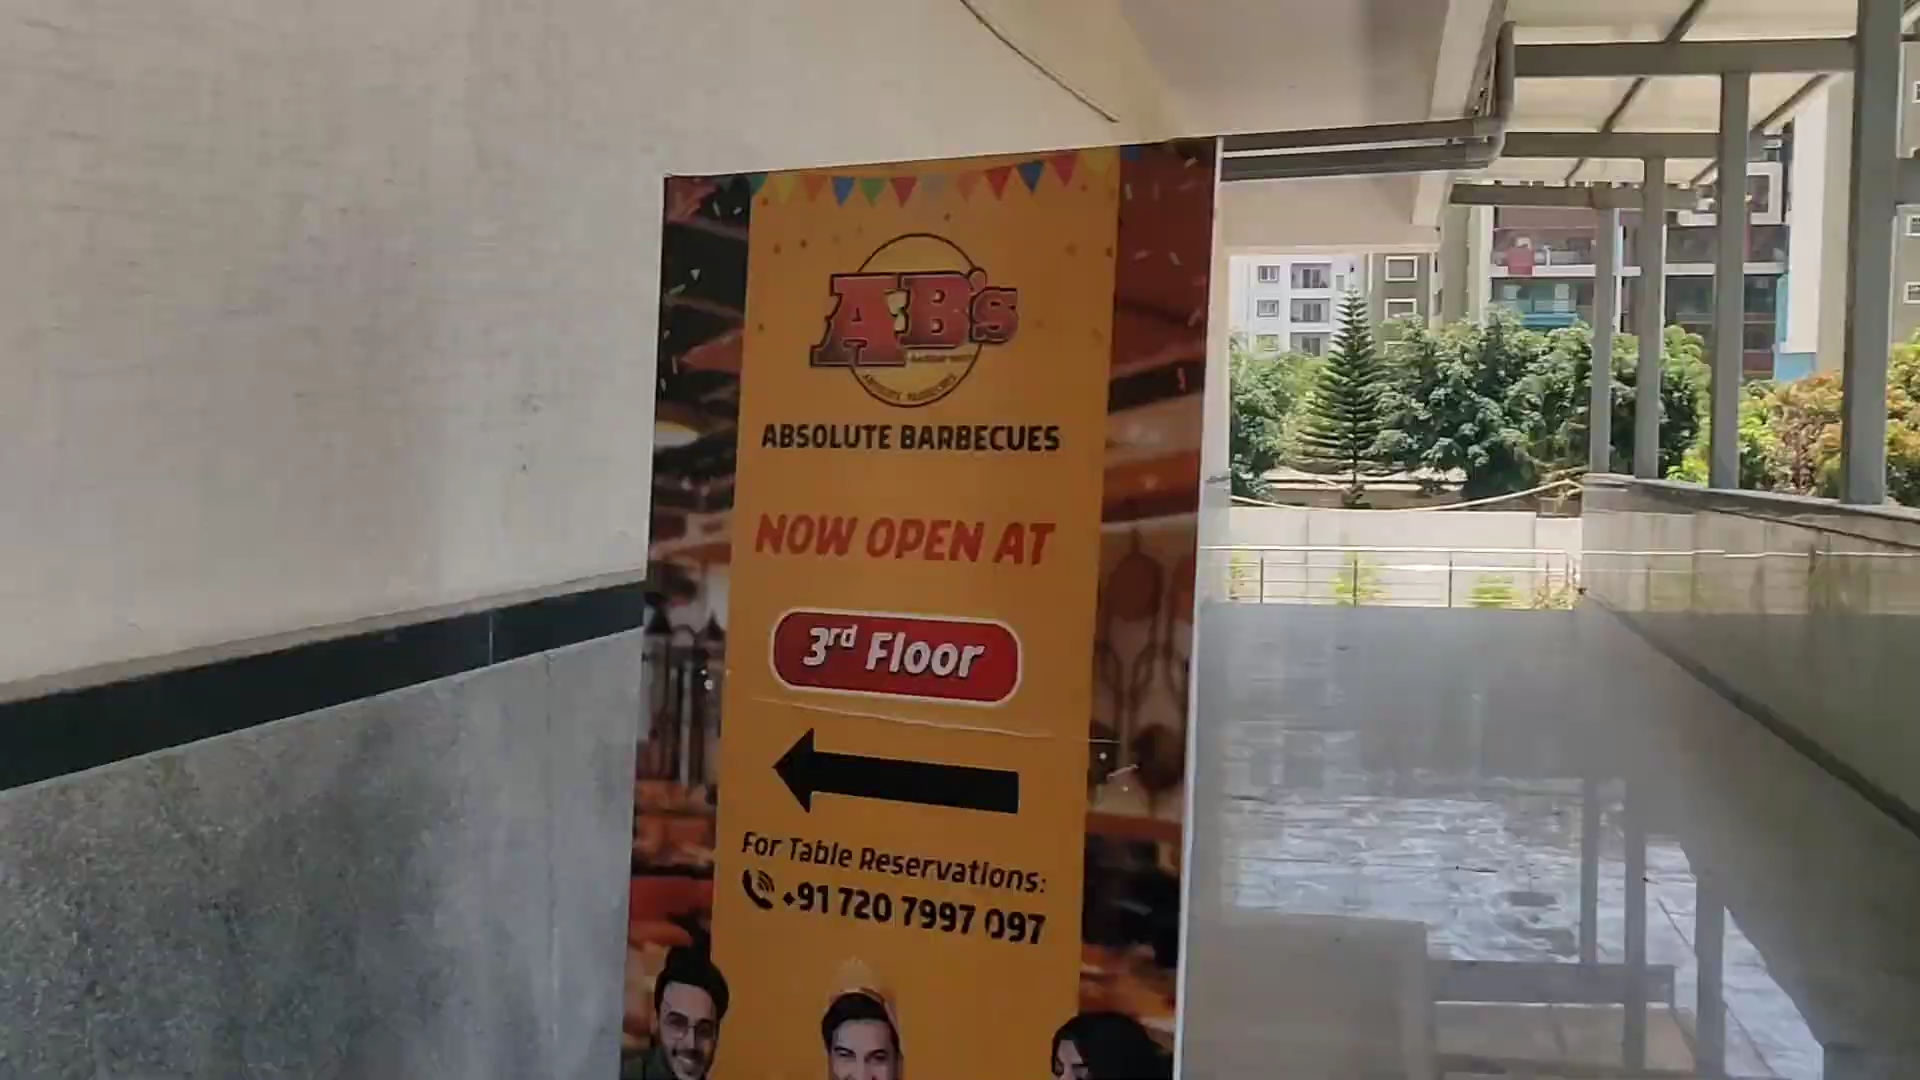 AB's
ABSOLUTE BARBECUES
NOW OPEN AT
3rd Floor
For Table Reservations:
+91 720 7997 097